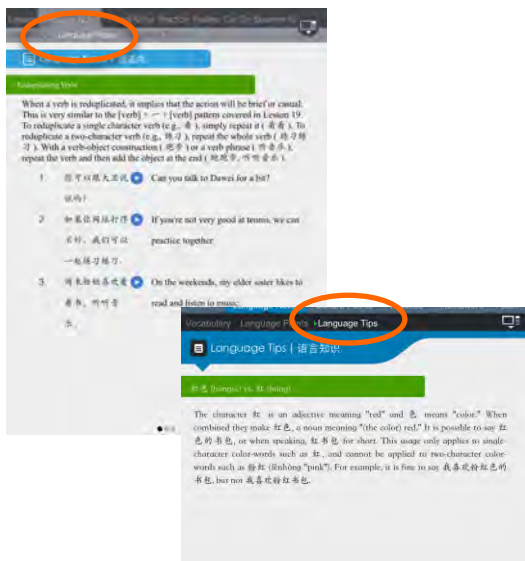 Language Points
Reduplicating Verbs
When a verb is reduplicated, it implies that the action will be brief or casual.
This is very similar to the [verb] + 一 + [verb] pattern covered in Lesson 19.
To reduplicate a single character verb (e.g., 看 ), simply repeat it ( 看看 ). To
reduplicate a two-character verb (e.g., 练习 ), repeat the whole verb ( 练习练
习 ). With a verb-object construction ( 跑步 ) or a verb phrase ( 听音乐 ),
repeat the verb and then add the object at the end ( 跑跑步, 听听音乐 ).
1. 你可以跟大卫说 Can you talk to Dawei for a bit?
说吗?
2. 如果你网球打得 If you're not very good at tennis, we can
不好, 我们可以 practice together.
一起练习练习.
3. 周末姐姐喜欢看 On the weekends, my elder sister likes to
看书, 听听音 read and listen to music.
乐.
Vocabulary Language Points Language Tips
Language Tips | 语言知识
红色 (hóngsè) vs. 红 (hóng)
The character 红 is an adjective meaning "red" and 色 means "color." When
combined they make 红色, a noun meaning "(the color) red." It is possible to say 红
色的书包, or when speaking, 红书包 for short. This usage only applies to single-
character color-words such as 红, and cannot be applied to two-character color-
words such as 粉红 (fěnhóng "pink"). For example, it is fine to say 我喜欢粉红色的
书包, but not 我喜欢粉红书包.